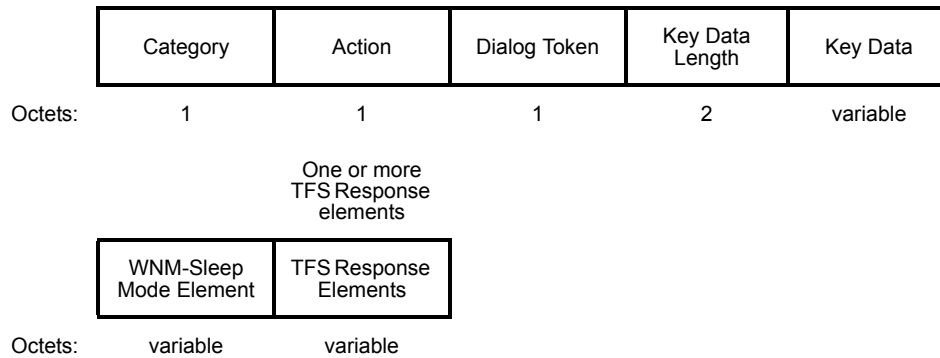 Category Action Dialog Token Key Data Length Key Data
Octets: 1 1 1 2 variable
One or more
TFS Response
elements
WNM-Sleep Mode Element TFS Response Elements
Octets: variable variable